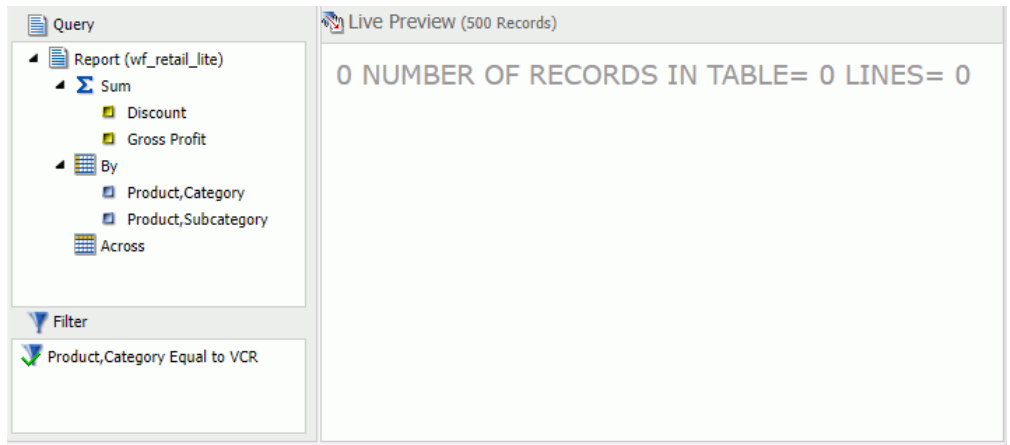 Query
Report (wf_retail_lite)
Sum
Discount
Gross Profit
By
Product,Category
Product,Subcategory
Across
Filter
Product,Category Equal to VCR
Live Preview (500 Records)
0 NUMBER OF RECORDS IN TABLE= 0 LINES= 0